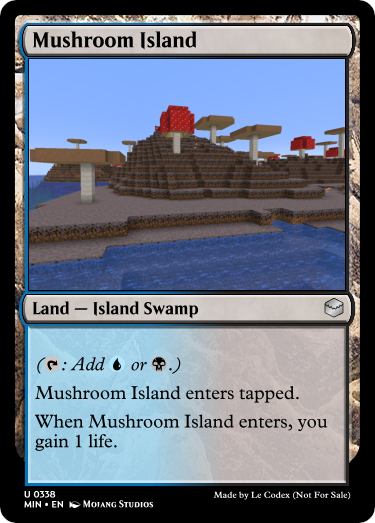 Mushroom Island
Land — Island Swamp
(: Add or .)
Mushroom Island enters tapped.
When Mushroom Island enters, you
gain 1 life.
U 0338
MIN • EN Mojang Studios
Made by Le Codex (Not For Sale)